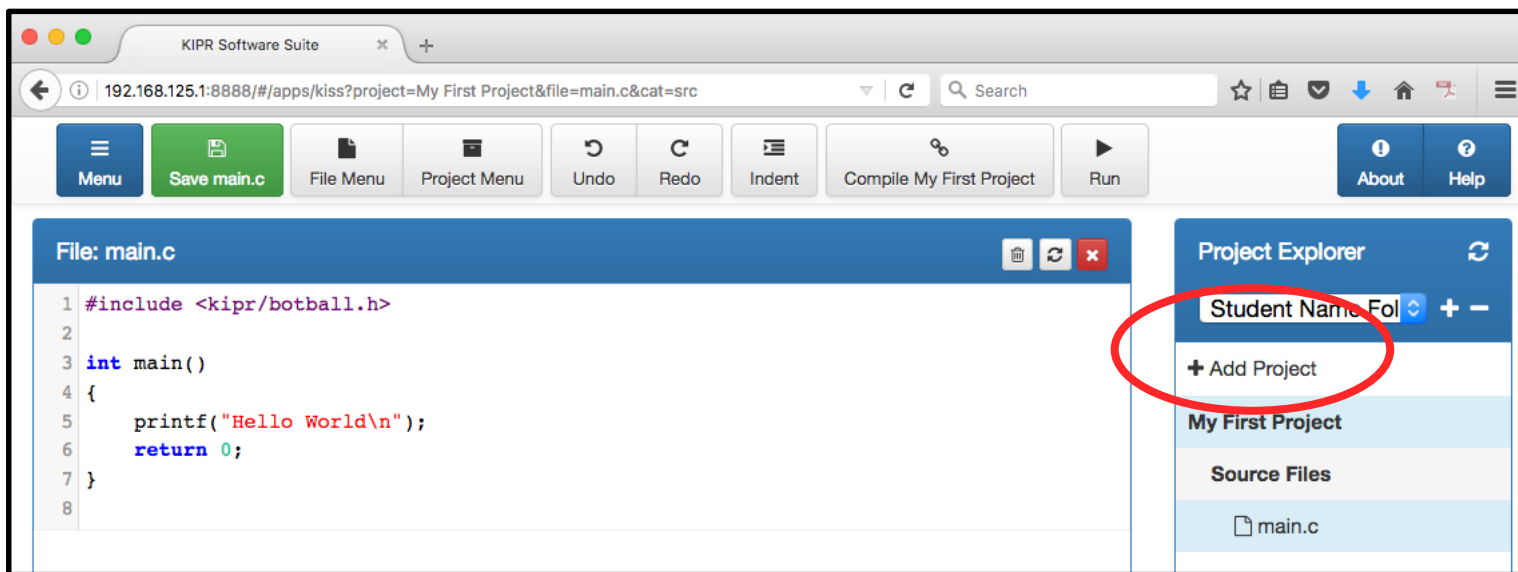 KIPR Software Suite
192.168.125.1:8888/#/apps/kiss?project=My First Project&file=main.c&cat=src
Search
Menu
Save main.c
File Menu
Project Menu
Undo
Redo
Indent
Compile My First Project
Run
About
Help
File: main.c
1 #include <kipr/botball.h>
2
3 int main()
4 {
5 printf("Hello World\n");
6 return 0;
7 }
8
Project Explorer
Student Name Fol
+ Add Project
My First Project
Source Files
main.c